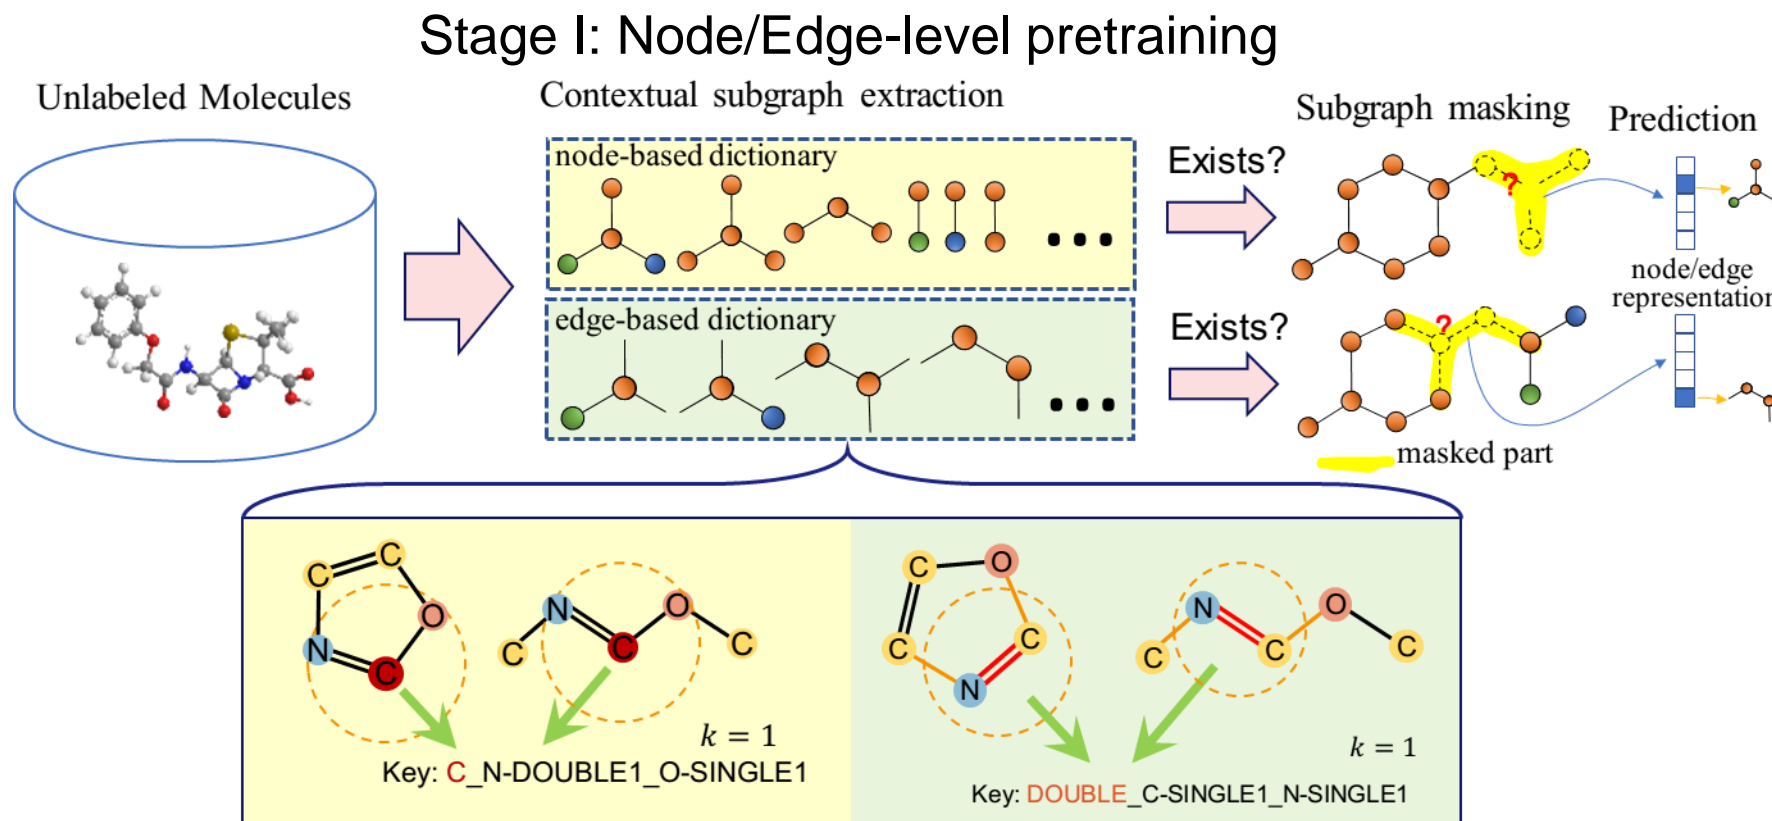 Stage I: Node/Edge-level pretraining
Unlabeled Molecules
Contextual subgraph extraction
Subgraph masking
Prediction
node-based dictionary
Exists?
?
node/edge
representation
edge-based dictionary
Exists?
?
masked part
C
C
N
O
C
N
C
C
O
C
k = 1
Key: C_N-DOUBLE1_O-SINGLE1
C
O
C
C
N
N
C
C
O
C
k = 1
Key: DOUBLE_C-SINGLE1_N-SINGLE1